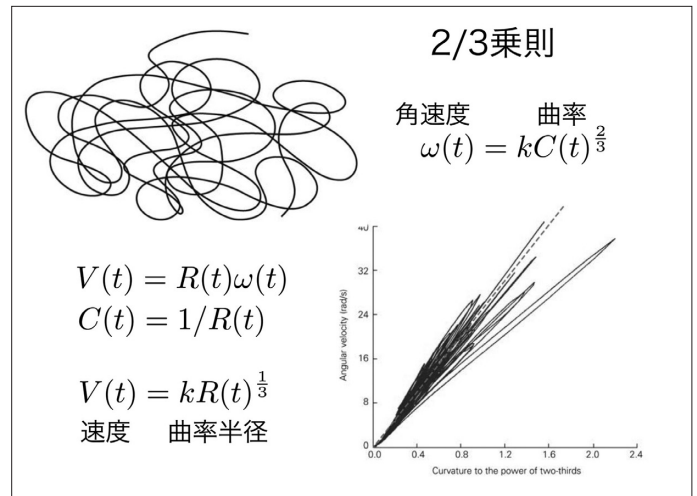 2/3乗則
角速度 曲率
ω(t) = kC(t)^{2/3}
V(t) = R(t)ω(t)
C(t) = 1/R(t)
V(t) = kR(t)^{1/3}
速度 曲率半径
40
32
24
16
8
0
Angular velocity (rad/s)
0.0 0.4 0.8 1.2 1.6 2.0 2.4
Curvature to the power of two-thirds